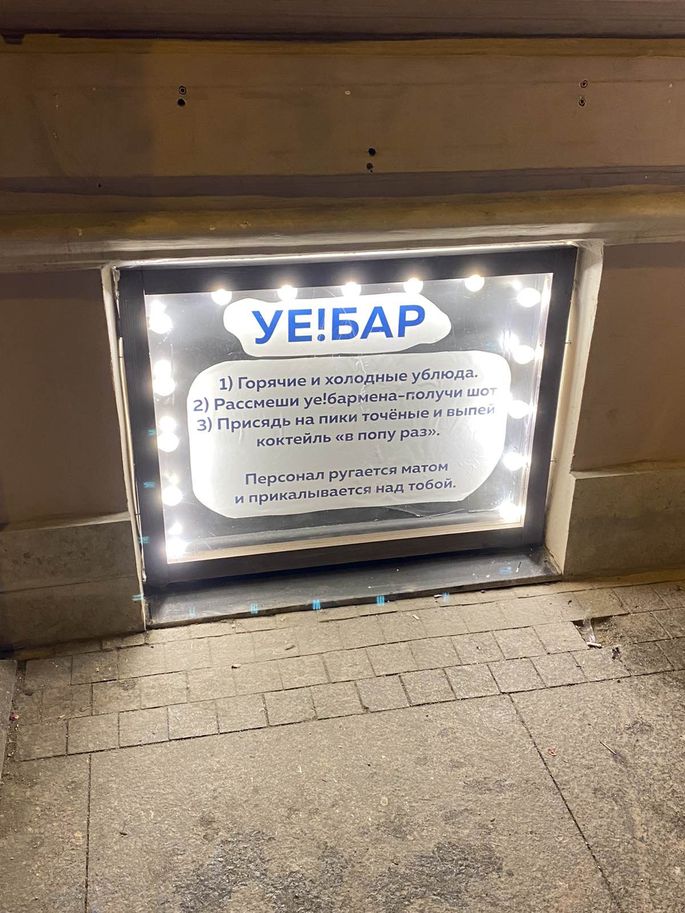 УЕ!БАР
1) Горячие и холодные ублюда.
2) Рассмеши уе!бармена-получи шот
3) Присядь на пики точёные и выпей
коктейль «в попу раз».
Персонал ругается матом
и прикалывается над тобой.